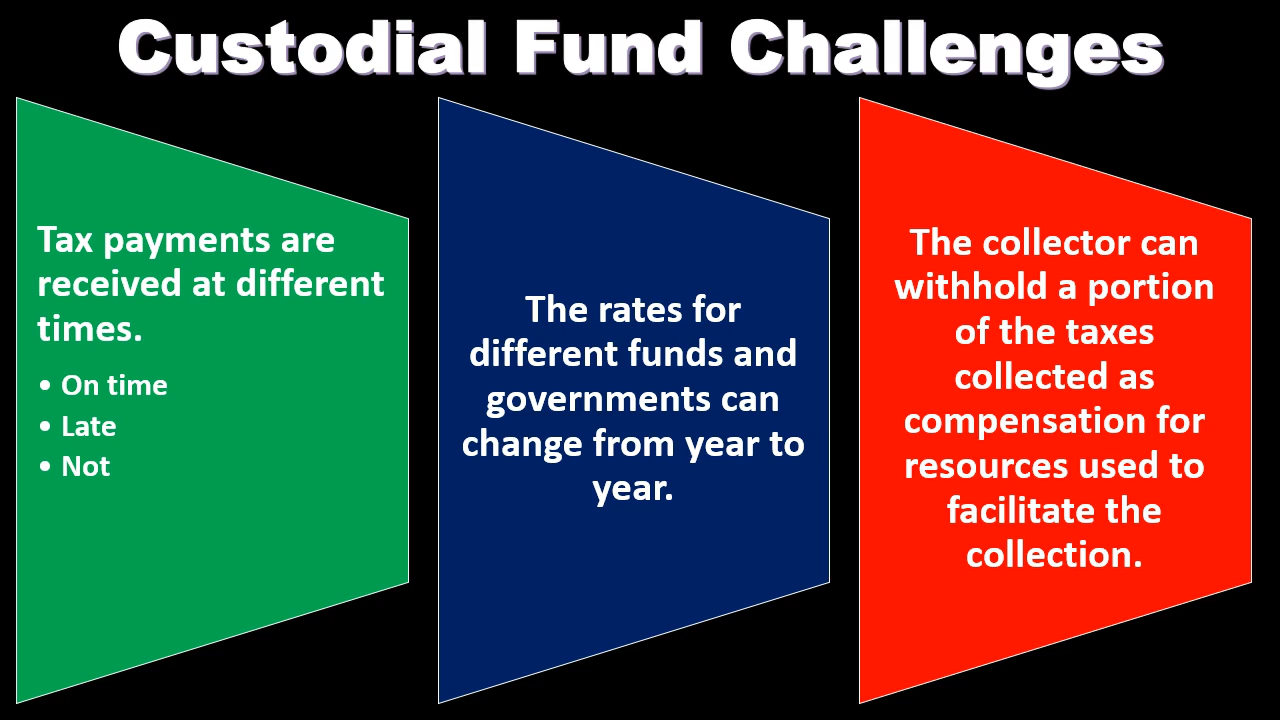 Custodial Fund Challenges
Tax payments are
received at different
times.
• On time
• Late
• Not
The rates for
different funds and
governments can
change from year to
year.
The collector can
withhold a portion
of the taxes
collected as
compensation for
resources used to
facilitate the
collection.